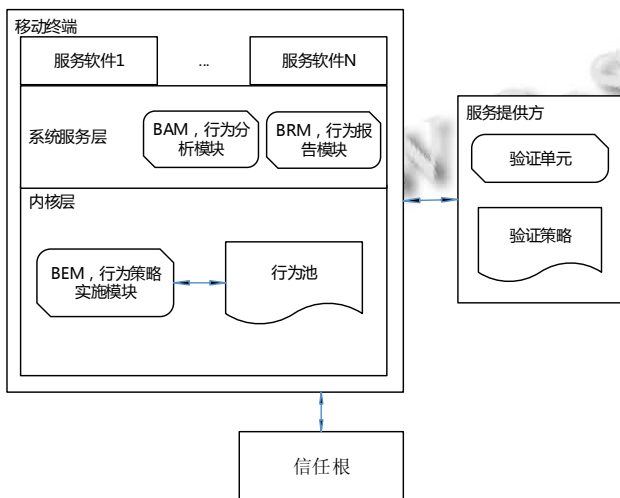 移动终端
服务软件1
...
服务软件N
系统服务层
BAM，行为分
析模块
BRM，行为报
告模块
内核层
BEM，行为策略
实施模块
行为池
服务提供方
验证单元
验证策略
信任根